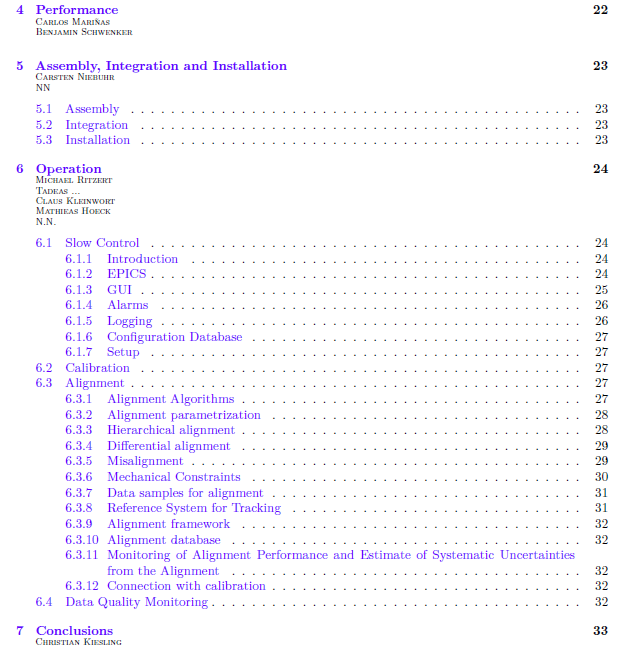 4 Performance 22
Carlos Mariñas
Benjamin Schwenker
5 Assembly, Integration and Installation 23
Carsten Niebuhr
NN
5.1 Assembly . . . . . . . . . . . . . . . . . . . . . . . . . . . . . . . . . . . . . . . . . . . . 23
5.2 Integration . . . . . . . . . . . . . . . . . . . . . . . . . . . . . . . . . . . . . . . . . . . 23
5.3 Installation . . . . . . . . . . . . . . . . . . . . . . . . . . . . . . . . . . . . . . . . . . . 23
6 Operation 24
Michael Ritzert
Tadeas ...
Claus Kleinwort
Mathieas Hoeck
N.N.
6.1 Slow Control . . . . . . . . . . . . . . . . . . . . . . . . . . . . . . . . . . . . . . . . . . 24
6.1.1 Introduction . . . . . . . . . . . . . . . . . . . . . . . . . . . . . . . . . . . . . . 24
6.1.2 EPICS . . . . . . . . . . . . . . . . . . . . . . . . . . . . . . . . . . . . . . . . . . 24
6.1.3 GUI . . . . . . . . . . . . . . . . . . . . . . . . . . . . . . . . . . . . . . . . . . . 25
6.1.4 Alarms . . . . . . . . . . . . . . . . . . . . . . . . . . . . . . . . . . . . . . . . . 26
6.1.5 Logging . . . . . . . . . . . . . . . . . . . . . . . . . . . . . . . . . . . . . . . . . 26
6.1.6 Configuration Database . . . . . . . . . . . . . . . . . . . . . . . . . . . . . . . . 27
6.1.7 Setup . . . . . . . . . . . . . . . . . . . . . . . . . . . . . . . . . . . . . . . . . . 27
6.2 Calibration . . . . . . . . . . . . . . . . . . . . . . . . . . . . . . . . . . . . . . . . . . . 27
6.3 Alignment . . . . . . . . . . . . . . . . . . . . . . . . . . . . . . . . . . . . . . . . . . . . 27
6.3.1 Alignment Algorithms . . . . . . . . . . . . . . . . . . . . . . . . . . . . . . . . . 27
6.3.2 Alignment parametrization . . . . . . . . . . . . . . . . . . . . . . . . . . . . . . 28
6.3.3 Hierarchical alignment . . . . . . . . . . . . . . . . . . . . . . . . . . . . . . . . . 28
6.3.4 Differential alignment . . . . . . . . . . . . . . . . . . . . . . . . . . . . . . . . . 29
6.3.5 Misalignment . . . . . . . . . . . . . . . . . . . . . . . . . . . . . . . . . . . . . . 29
6.3.6 Mechanical Constraints . . . . . . . . . . . . . . . . . . . . . . . . . . . . . . . . 30
6.3.7 Data samples for alignment . . . . . . . . . . . . . . . . . . . . . . . . . . . . . . 31
6.3.8 Reference System for Tracking . . . . . . . . . . . . . . . . . . . . . . . . . . . . 31
6.3.9 Alignment framework . . . . . . . . . . . . . . . . . . . . . . . . . . . . . . . . . 32
6.3.10 Alignment database . . . . . . . . . . . . . . . . . . . . . . . . . . . . . . . . . . 32
6.3.11 Monitoring of Alignment Performance and Estimate of Systematic Uncertainties
from the Alignment . . . . . . . . . . . . . . . . . . . . . . . . . . . . . . . . . . 32
6.3.12 Connection with calibration . . . . . . . . . . . . . . . . . . . . . . . . . . . . . . 32
6.4 Data Quality Monitoring . . . . . . . . . . . . . . . . . . . . . . . . . . . . . . . . . . . . 32
7 Conclusions 33
Christian Kiesling